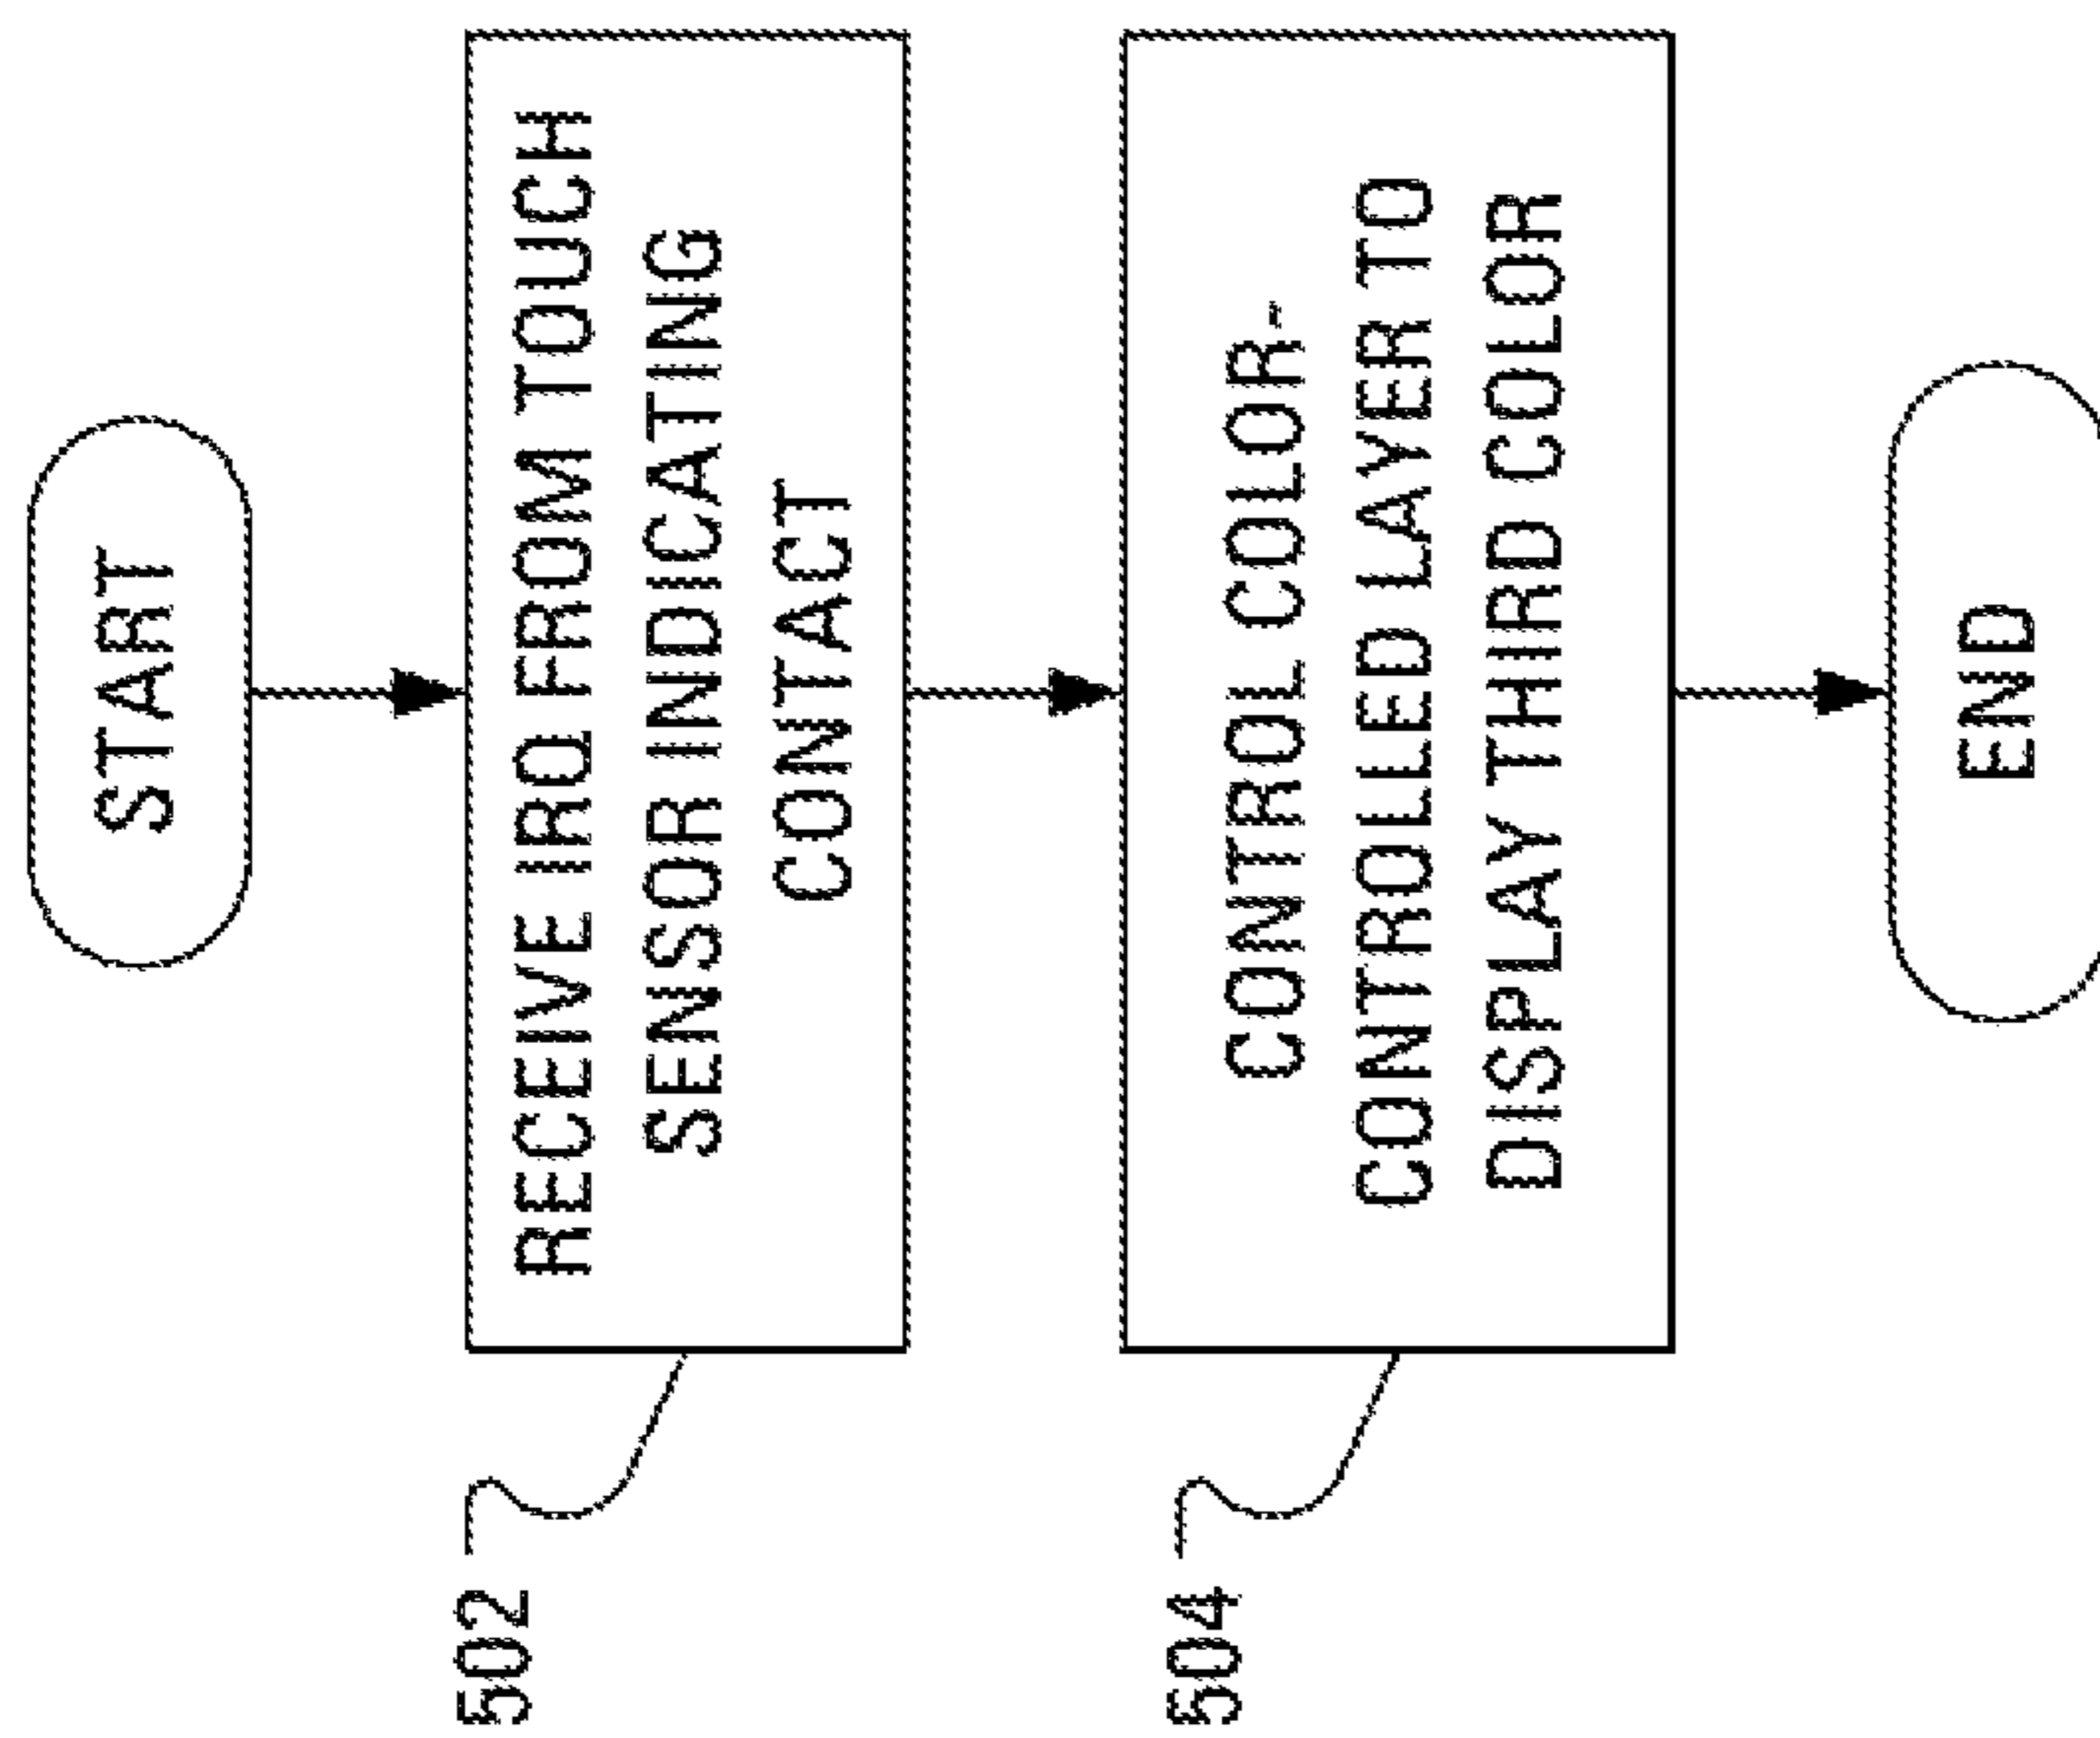 START
RECEIVE IRQ FROM TOUCH
SENSOR INDICATING
CONTACT
502
CONTROL COLOR-
CONTROLLED LAYER TO
DISPLAY THIRD COLOR
504
END